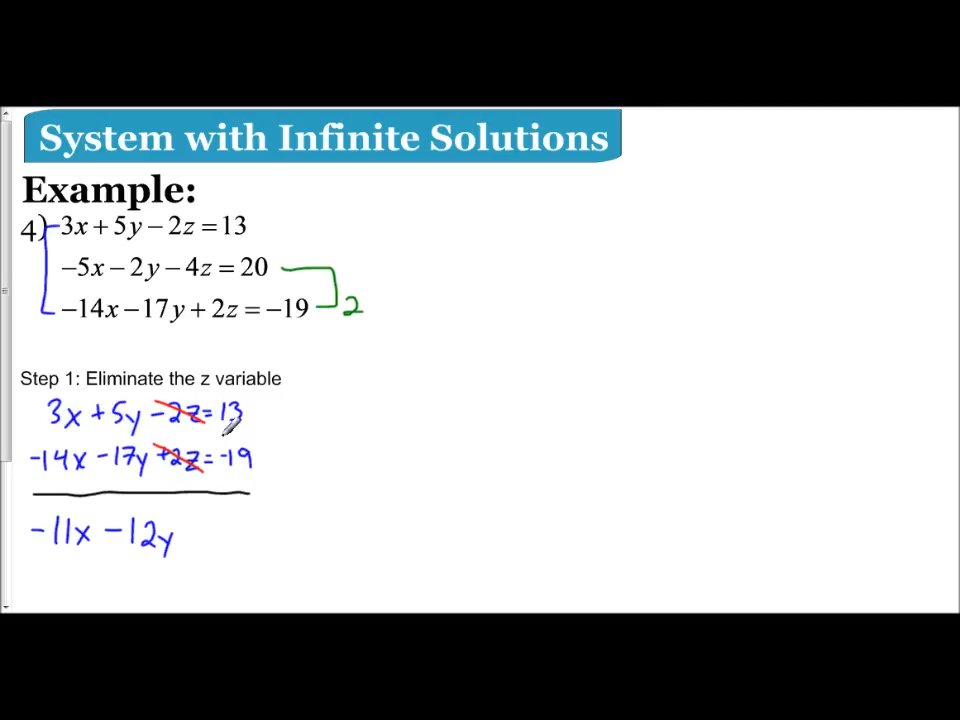 System with Infinite Solutions
Example:
4) 3x + 5y − 2z = 13
−5x − 2y − 4z = 20
−14x − 17y + 2z = −19
2
Step 1: Eliminate the z variable
3x + 5y − 2z = 13
-14x − 17y + 2z = -19
-11x − 12y